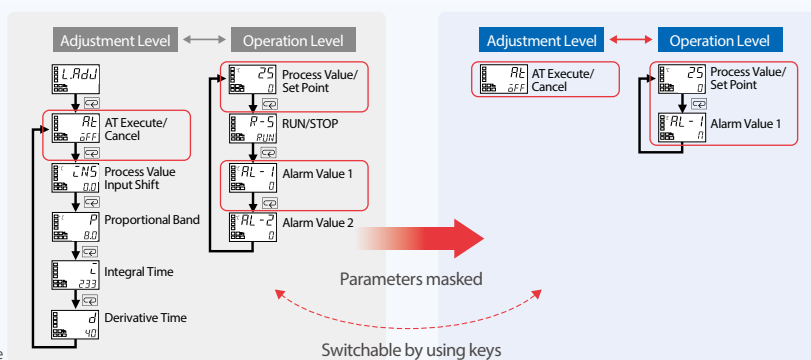 Adjustment Level
Operation Level
L.AdJ
At
oFF
AT Execute/
Cancel
INS
0.0
Process Value
Input Shift
P
8.0
Proportional Band
I
233
Integral Time
d
40
Derivative Time
°C
25
0
Process Value/
Set Point
R-S
RUN
RUN/STOP
AL-1
0
Alarm Value 1
AL-2
0
Alarm Value 2
Parameters masked
Switchable by using keys
Adjustment Level
Operation Level
At
oFF
AT Execute/
Cancel
°C
25
0
Process Value/
Set Point
AL-1
0
Alarm Value 1
e